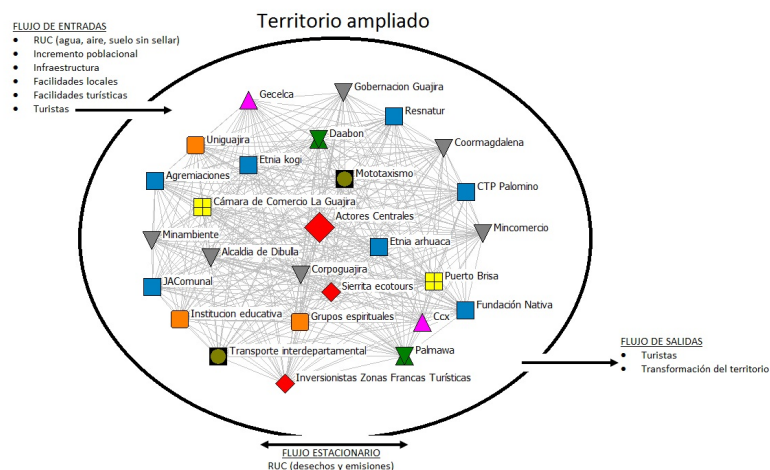 Territorio ampliado
FLUJO DE ENTRADAS
RUC (agua, aire, suelo sin sellar)
Incremento poblacional
Infraestructura
Facilidades locales
Facilidades turísticas
Turistas
Gobernacion Guajira
Gecelca
Resnatur
Daabon
Uniguajira
Coormagdalena
Etnia kogi
Mototaxismo
Agremiaciones
CTP Palomino
Cámara de Comercio La Guajira
Actores Centrales
Minambiente
Mincomercio
Etnia arhuaca
Alcaldia de Dibulla
Corpoguajira
Puerto Brisa
JAComunal
Sierrita ecotours
Fundación Nativa
Institucion educativa
Grupos espirituales
Ccx
Transporte interdepartamental
Palmawa
Inversionistas Zonas Francas Turísticas
FLUJO DE SALIDAS
Turistas
Transformación del territorio
FLUJO ESTACIONARIO
RUC (desechos y emisiones)